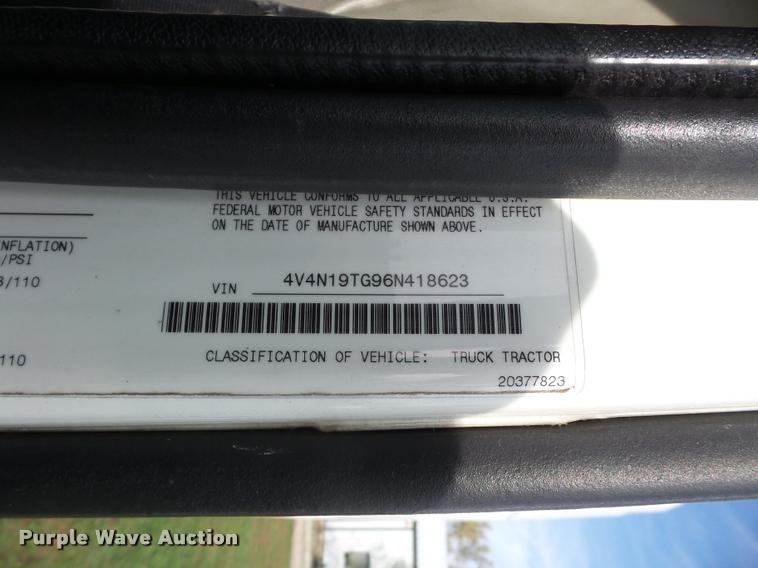 THIS VEHICLE CONFORMS TO ALL APPLICABLE U.S.A.
FEDERAL MOTOR VEHICLE SAFETY STANDARDS IN EFFECT
ON THE DATE OF MANUFACTURE SHOWN ABOVE.
NFLATION)
/PSI
/110
VIN 4V4N19TG96N418623
CLASSIFICATION OF VEHICLE: TRUCK TRACTOR
110
20377823
Purple Wave Auction